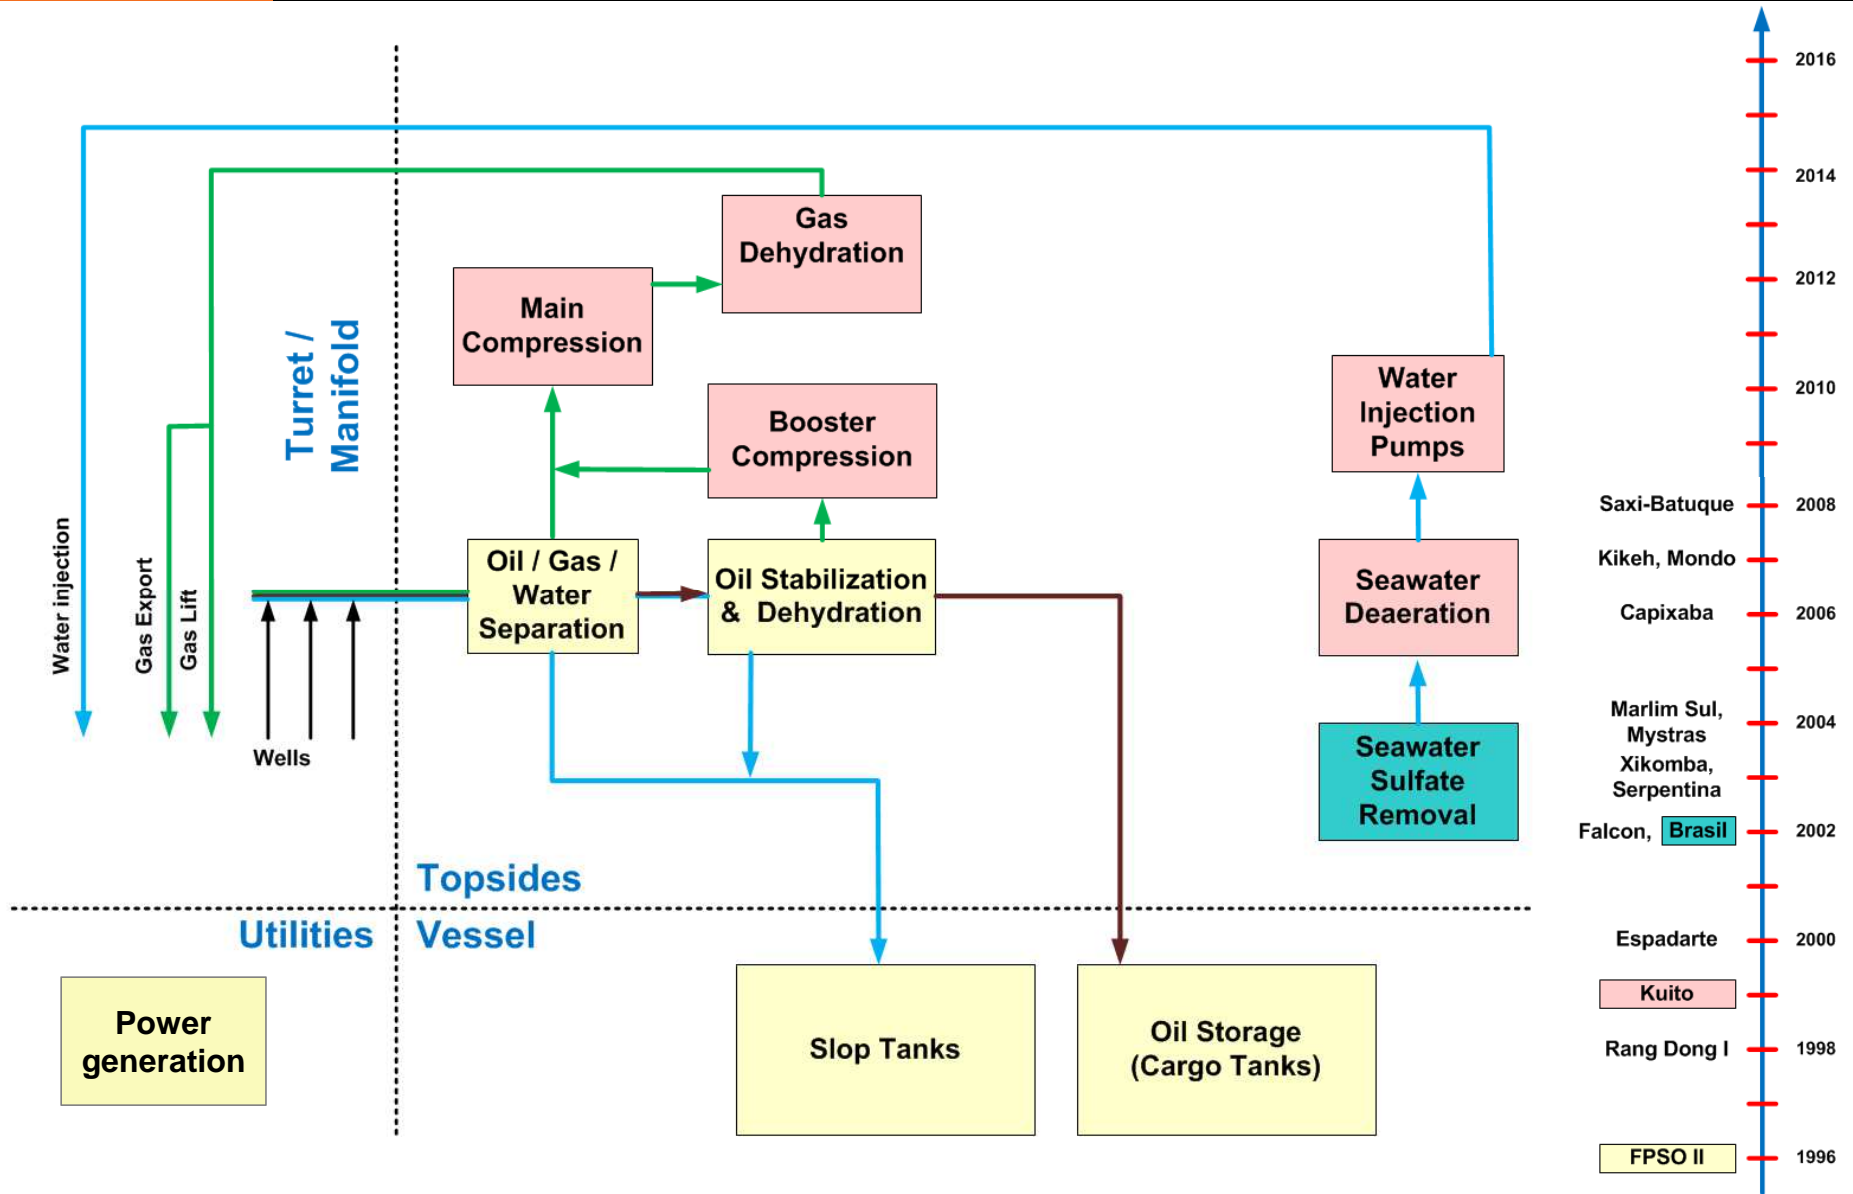 Gas
Dehydration
Main
Compression
Booster
Compression
Turret /
Manifold
Water injection
Gas Export
Gas Lift
Wells
Oil / Gas /
Water
Separation
Oil Stabilization
& Dehydration
Water
Injection
Pumps
Seawater
Deaeration
Seawater
Sulfate
Removal
Topsides
Utilities
Vessel
Power
generation
Slop Tanks
Oil Storage
(Cargo Tanks)
2016
2014
2012
2010
Saxi-Batuque
2008
Kikeh, Mondo
Capixaba
2006
Marlim Sul,
Mystras
2004
Xikomba,
Serpentina
Falcon, Brasil
2002
Espadarte
2000
Kuito
Rang Dong I
1998
FPSO II
1996